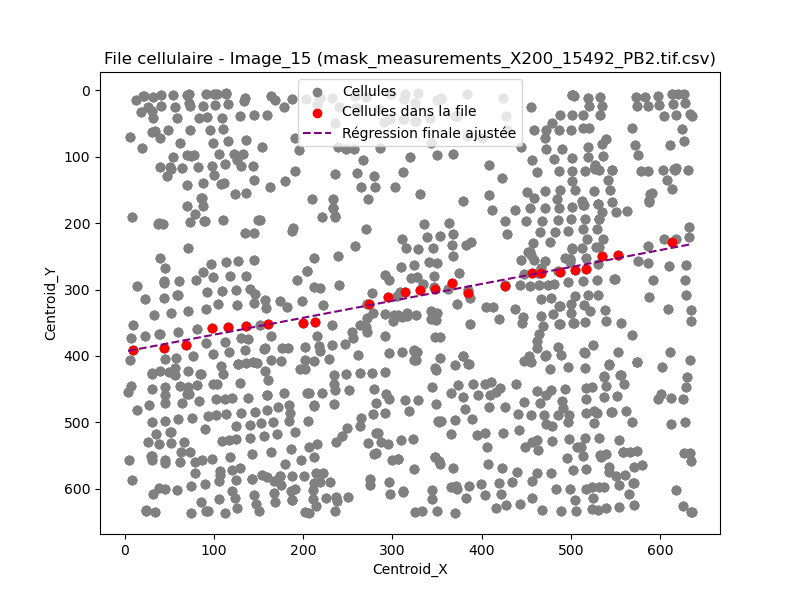 File cellulaire - Image_15 (mask_measurements_X200_15492_PB2.tif.csv)
Cellules
Cellules dans la file
Régression finale ajustée
0
100
200
300
400
500
600
Centroid_Y
0 100 200 300 400 500 600
Centroid_X